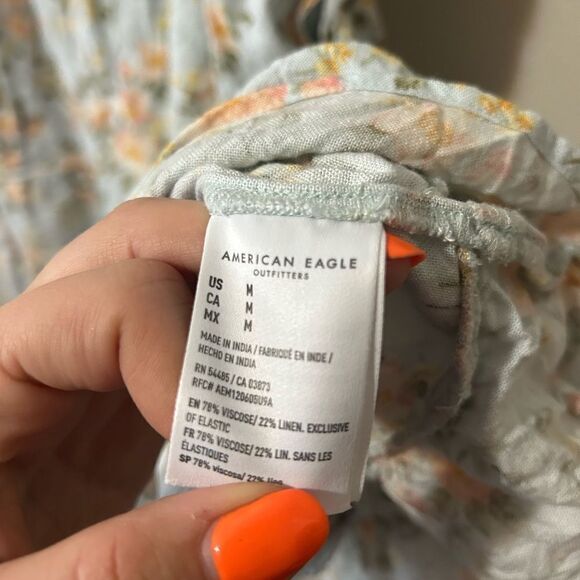 AMERICAN EAGLE
OUTFITTERS
US M
CA M
MX M
MADE IN INDIA / FABRIQUÉ EN INDE /
HECHO EN INDIA
RN 54485 / CA 03873
RFC# AEM120605U9A
EN 78% VISCOSE/ 22% LINEN. EXCLUSIVE
OF ELASTIC
FR 78% VISCOSE/ 22% LIN. SANS LES
ÉLASTIQUES
SP 78% viscosa/ 22% lino